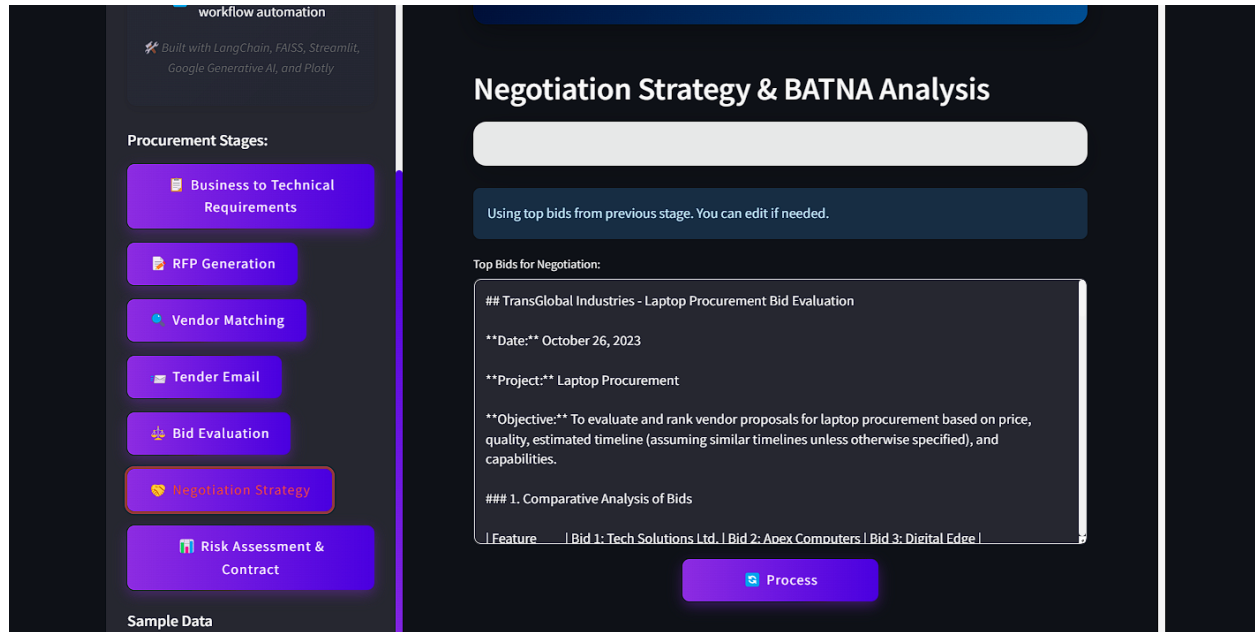 workflow automation
🛠️ Built with LangChain, FAISS, Streamlit,
Google Generative AI, and Plotly
Procurement Stages:
📋 Business to Technical
Requirements
📝 RFP Generation
🔍 Vendor Matching
📨 Tender Email
⚖️ Bid Evaluation
🤝 Negotiation Strategy
📊 Risk Assessment &
Contract
Sample Data
Negotiation Strategy & BATNA Analysis
Using top bids from previous stage. You can edit if needed.
Top Bids for Negotiation:
## TransGlobal Industries - Laptop Procurement Bid Evaluation
**Date:** October 26, 2023
**Project:** Laptop Procurement
**Objective:** To evaluate and rank vendor proposals for laptop procurement based on price,
quality, estimated timeline (assuming similar timelines unless otherwise specified), and
capabilities.
### 1. Comparative Analysis of Bids
| Feature | Bid 1: Tech Solutions Ltd. | Bid 2: Apex Computers | Bid 3: Digital Edge |
🔄 Process